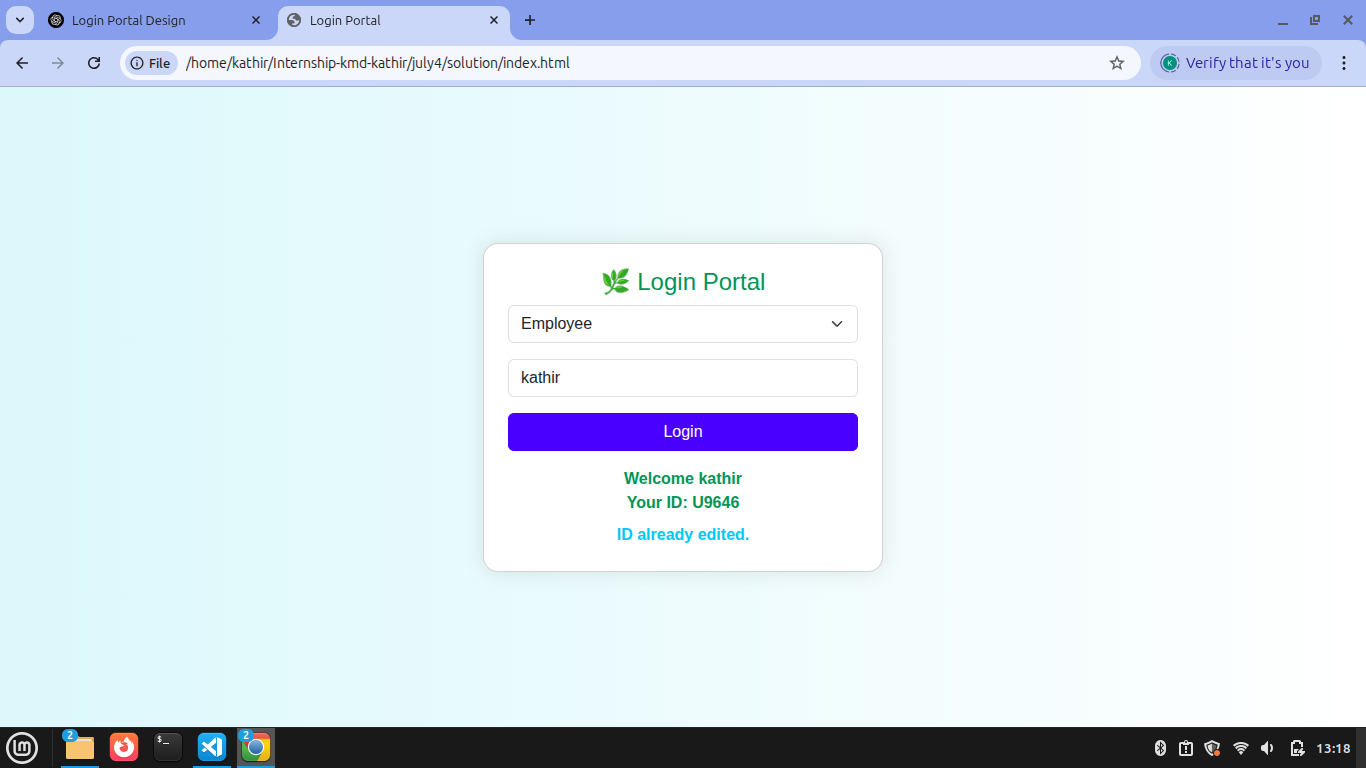 Login Portal Design
Login Portal
File
/home/kathir/Internship-kmd-kathir/july4/solution/index.html
K
Verify that it's you
🌿 Login Portal
Employee
kathir
Login
Welcome kathir
Your ID: U9646
ID already edited.
2
$_
2
13:18